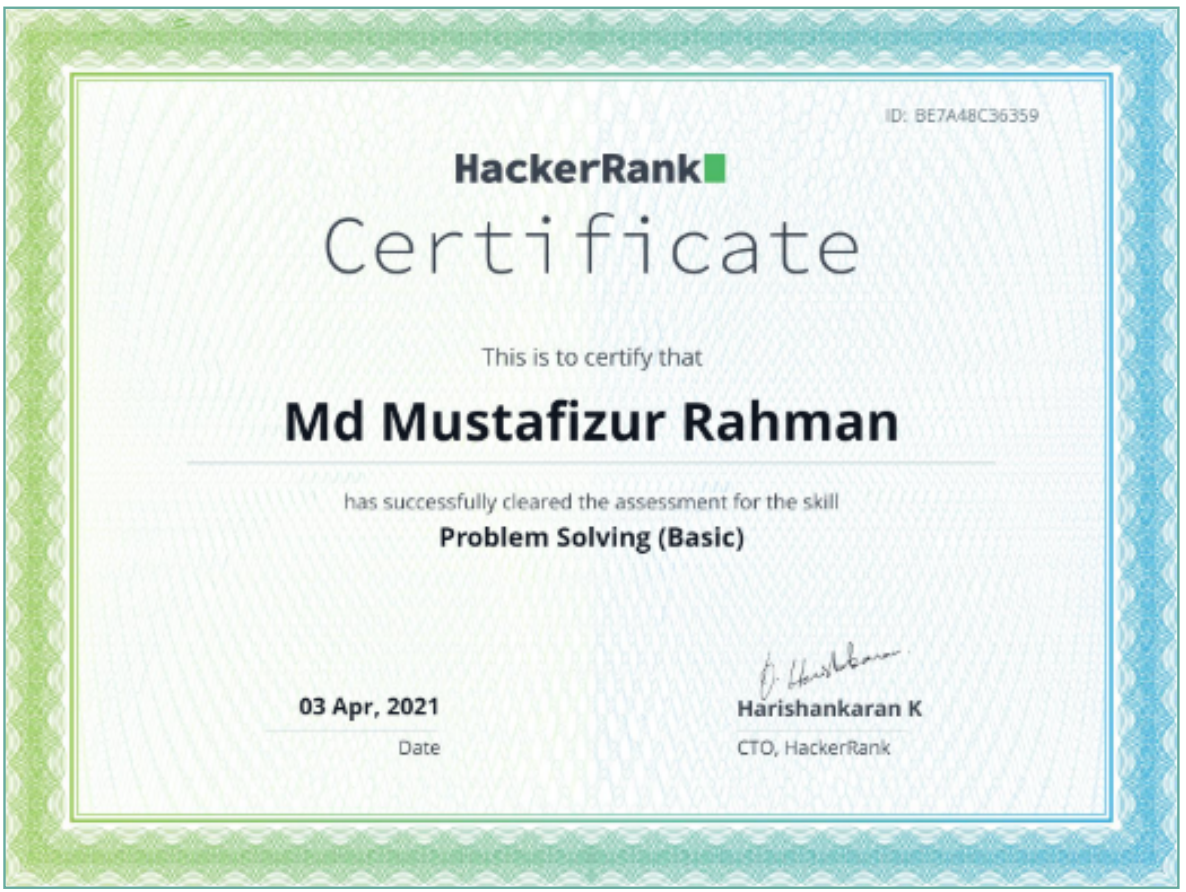 ID: BE7A48C36359
HackerRank
Certificate
This is to certify that
Md Mustafizur Rahman
has successfully cleared the assessment for the skill
Problem Solving (Basic)
03 Apr, 2021
Date
Harishankaran K
CTO, HackerRank